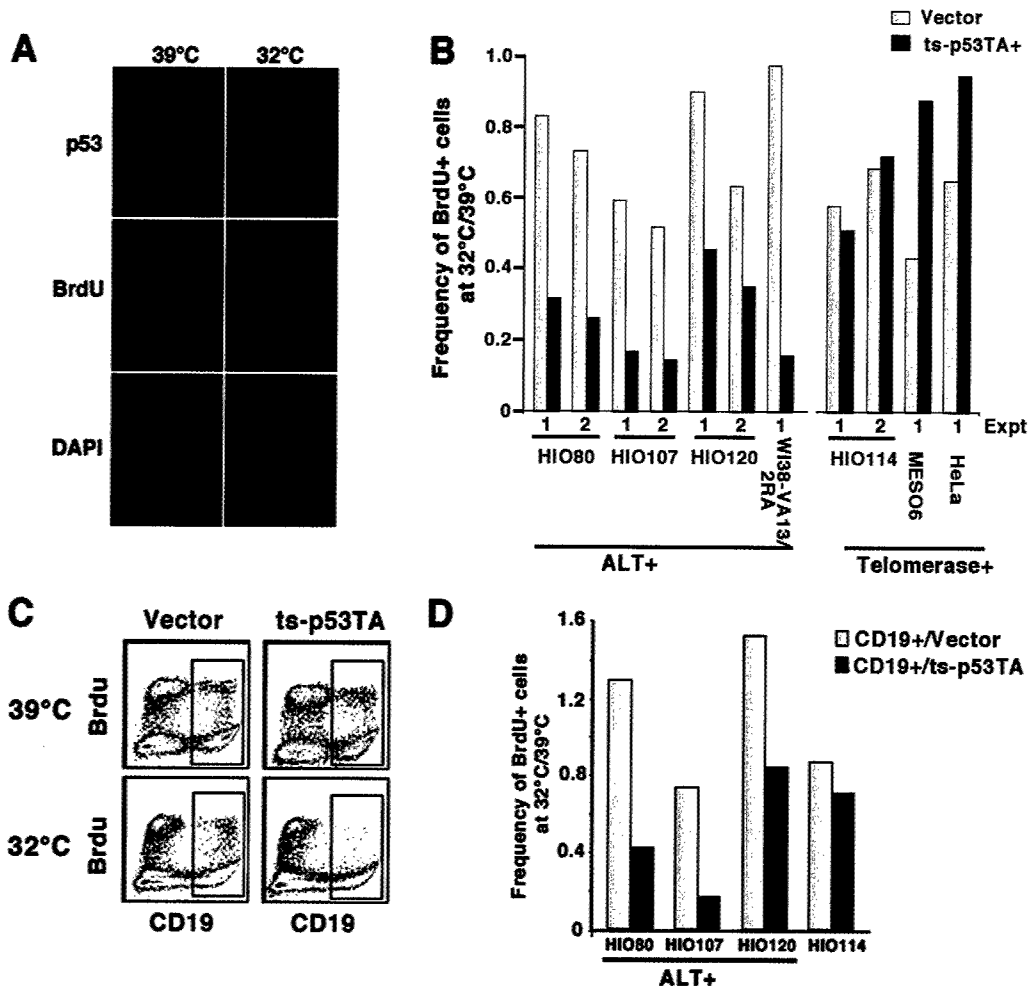 A
39°C 32°C
p53
BrdU
DAPI
B
Vector
ts-p53TA+
Frequency of BrdU+ cells
at 32°C/39°C
1.0
0.8
0.6
0.4
0.2
0
1 2 1 2 1 2 1 1 2 1 1 Expt
HIO80 HIO107 HIO120 WI38-VA13/
2RA
HIO114 MESO6 HeLa
ALT+ Telomerase+
C
Vector ts-p53TA
39°C Brdu
32°C Brdu
CD19 CD19
D
CD19+/Vector
CD19+/ts-p53TA
Frequency of BrdU+ cells
at 32°C/39°C
1.6
1.2
0.8
0.4
0
HIO80 HIO107 HIO120 HIO114
ALT+